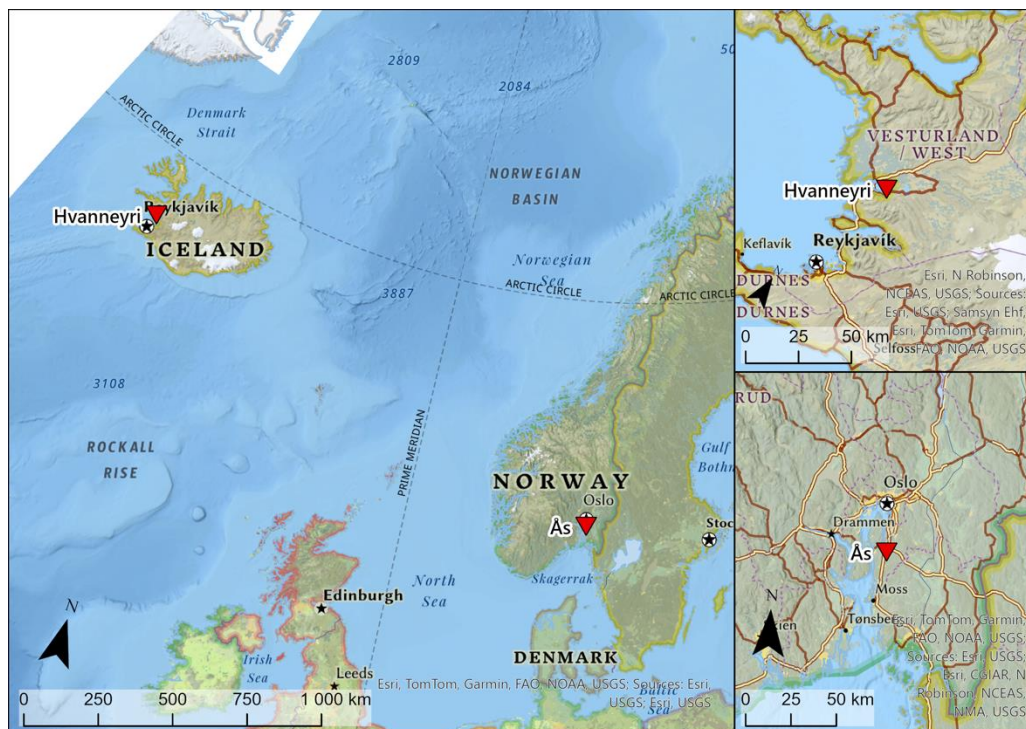 2809
50
2084
ARCTIC CIRCLE
Denmark
Strait
NORWEGIAN
BASIN
Reykjavík
Hvanneyri
ICELAND
Norwegian
Sea
ARCTIC CIRCLE
ARCTIC CIRCLE
3887
3108
PRIME MERIDIAN
ROCKALL
RISE
Gulf
Bothn
NORWAY
Oslo
Ås
Stoc
North
Sea
Skagerrak
Edinburgh
N
Irish
Sea
DENMARK
Leeds
Baltic
Sea
Esri, TomTom, Garmin, FAO, NOAA, USGS; Sources: Esri,
USGS; Esri, USGS
0 250 500 1 000 km
VESTURLAND
/ WEST
Hvanneyri
Keflavík
Reykjavík
N
DURNES
DURNES
Selfoss
Esri, N Robinson,
NCEAS, USGS; Sources:
Esri, USGS; Samsyn Ehf,
Esri, TomTom, Garmin,
FAO, NOAA, USGS
0 25 50 km
RUD
Oslo
Drammen
Ås
Moss
N
kien
Tønsbe
Esri, TomTom, Garmin,
FAO, NOAA, USGS;
Sources: Esri, USGS;
Esri, CGIAR, N
Robinson, NCEAS,
NMA, USGS
0 25 50 km